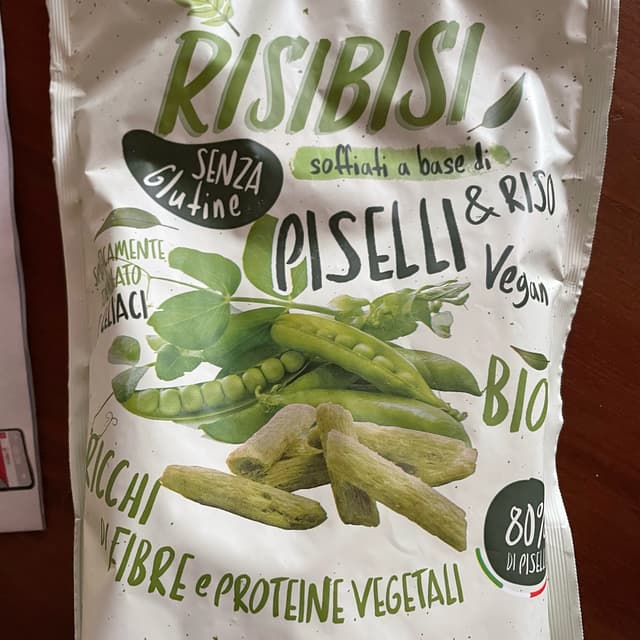 RISIBISI
SENZA
Glutine
soffiati a base di
PISELLI
& RISO
Vegan
BIO
RICCHI
DI FIBRE e PROTEINE VEGETALI
80%
DI PISELLI